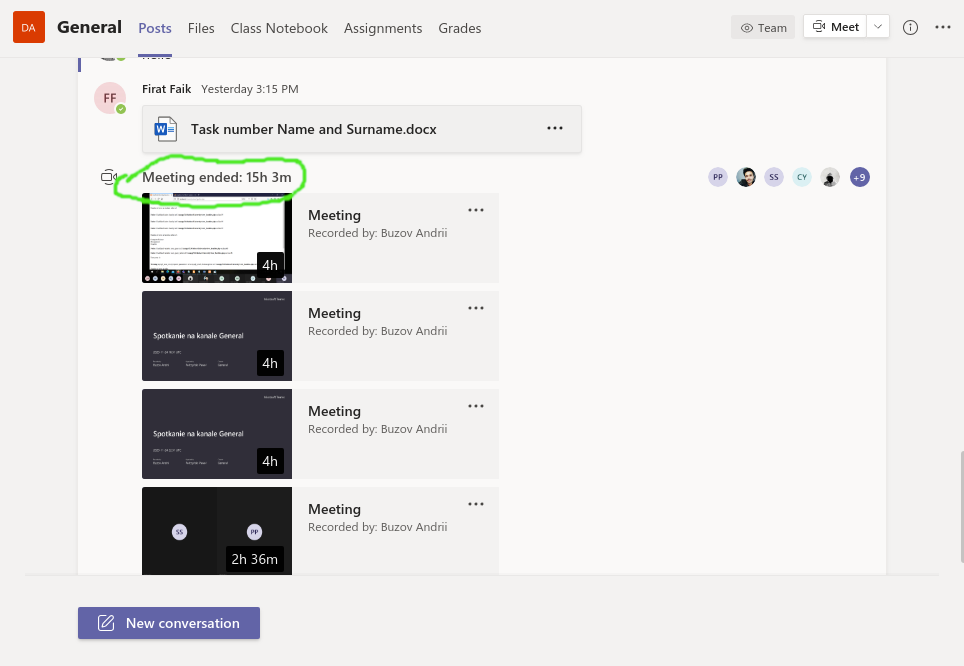 DA General Posts Files Class Notebook Assignments Grades Team Meet
Firat Faik Yesterday 3:15 PM
FF
Task number Name and Surname.docx
Meeting ended: 15h 3m PP SS CY +9
Meeting
Recorded by: Buzov Andrii
4h
Meeting
Recorded by: Buzov Andrii
Spotkanie na kanale General
4h
Meeting
Recorded by: Buzov Andrii
Spotkanie na kanale General
4h
Meeting
Recorded by: Buzov Andrii
SS PP
2h 36m
New conversation